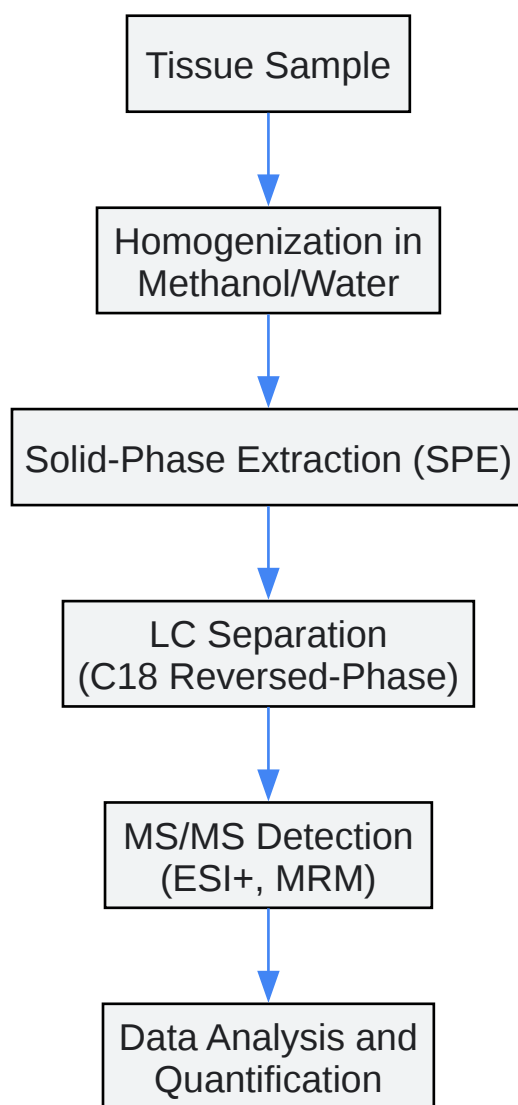 Tissue Sample
Homogenization in
Methanol/Water
Solid-Phase Extraction (SPE)
LC Separation
(C18 Reversed-Phase)
MS/MS Detection
(ESI+, MRM)
Data Analysis and
Quantification